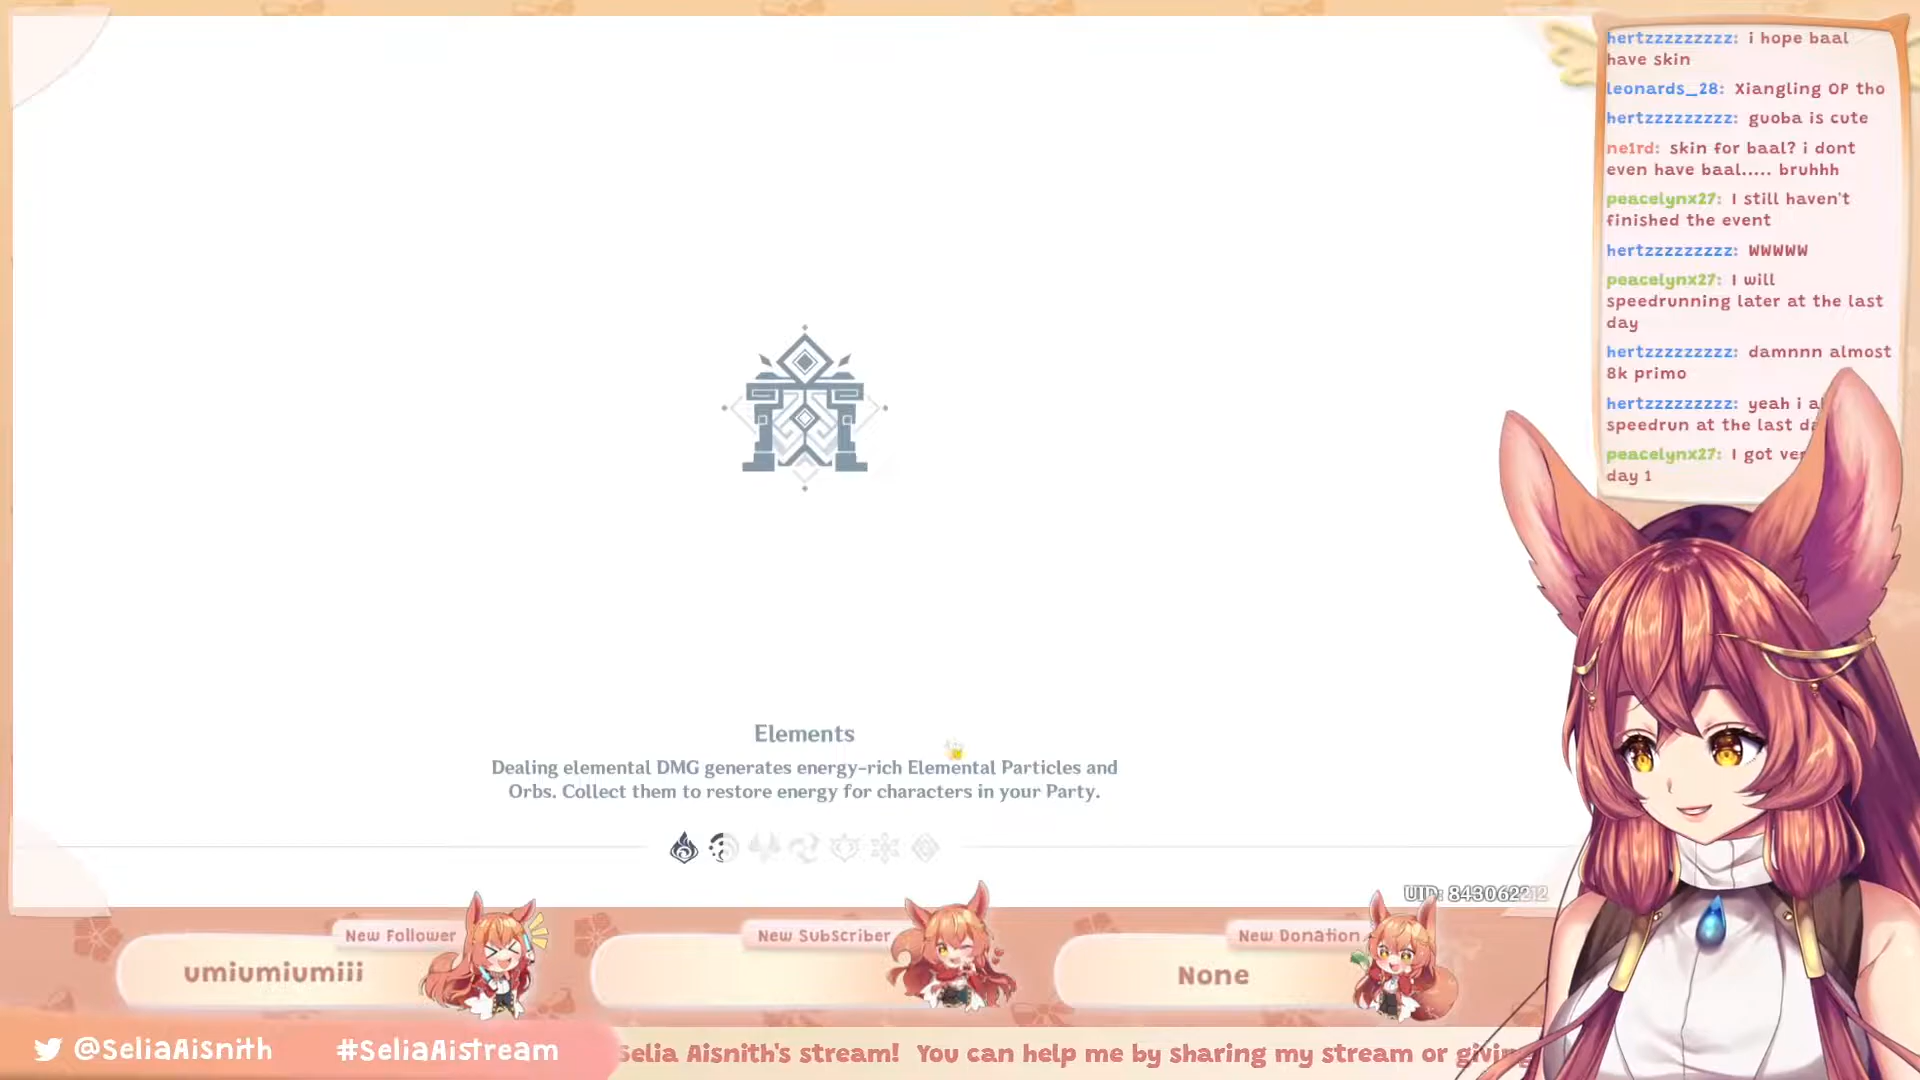 hertzzzzzzzzz: i hope baal
have skin
leonards_28: Xiangling OP tho
hertzzzzzzzzz: guoba is cute
ne1rd: skin for baal? i dont
even have baal..... bruhhh
peacelynx27: I still haven't
finished the event
hertzzzzzzzzz: WWWWW
peacelynx27: I will
speedrunning later at the last
day
hertzzzzzzzzz: damnnn almost
8k primo
hertzzzzzzzzz: yeah i
speedrun at the last
peacelynx27: I got
day 1
Elements
Dealing elemental DMG generates energy-rich Elemental Particles and
Orbs. Collect them to restore energy for characters in your Party.
UID: 843062212
New Follower
umiumiumiii
New Subscriber
New Donation
None
@SeliaAisnith
#SeliaAistream
Selia Aisnith's stream! You can help me by sharing my stream or giving